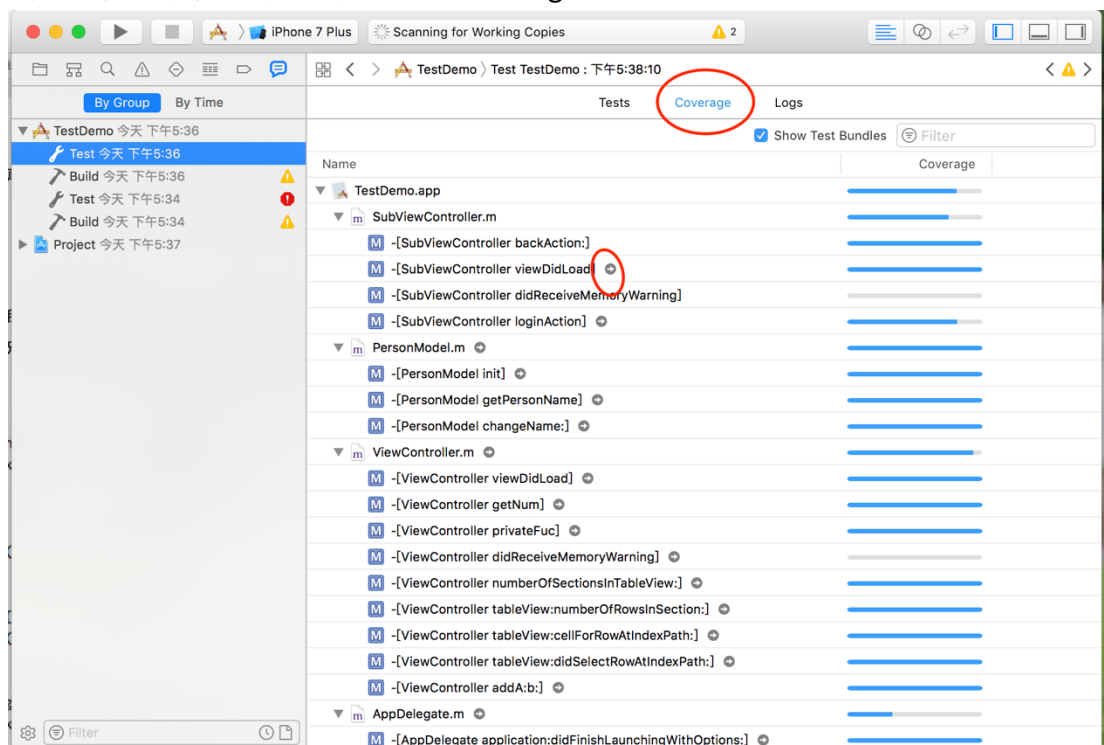 iPhone 7 Plus Scanning for Working Copies 2
TestDemo Test TestDemo : 下午5:38:10
By Group By Time
Tests Coverage Logs
TestDemo 今天 下午5:36
Show Test Bundles Filter
Test 今天 下午5:36
Name Coverage
Build 今天 下午5:36
TestDemo.app
Test 今天 下午5:34
m SubViewController.m
Build 今天 下午5:34
M -[SubViewController backAction:]
Project 今天 下午5:37
M -[SubViewController viewDidLoad]
M -[SubViewController didReceiveMemoryWarning]
M -[SubViewController loginAction]
m PersonModel.m
M -[PersonModel init]
M -[PersonModel getPersonName]
M -[PersonModel changeName:]
m ViewController.m
M -[ViewController viewDidLoad]
M -[ViewController getNum]
M -[ViewController privateFuc]
M -[ViewController didReceiveMemoryWarning]
M -[ViewController numberOfSectionsInTableView:]
M -[ViewController tableView:numberOfRowsInSection:]
M -[ViewController tableView:cellForRowAtIndexPath:]
M -[ViewController tableView:didSelectRowAtIndexPath:]
M -[ViewController addA:b:]
m AppDelegate.m
Filter
M -[AppDelegate application:didFinishLaunchingWithOptions:]